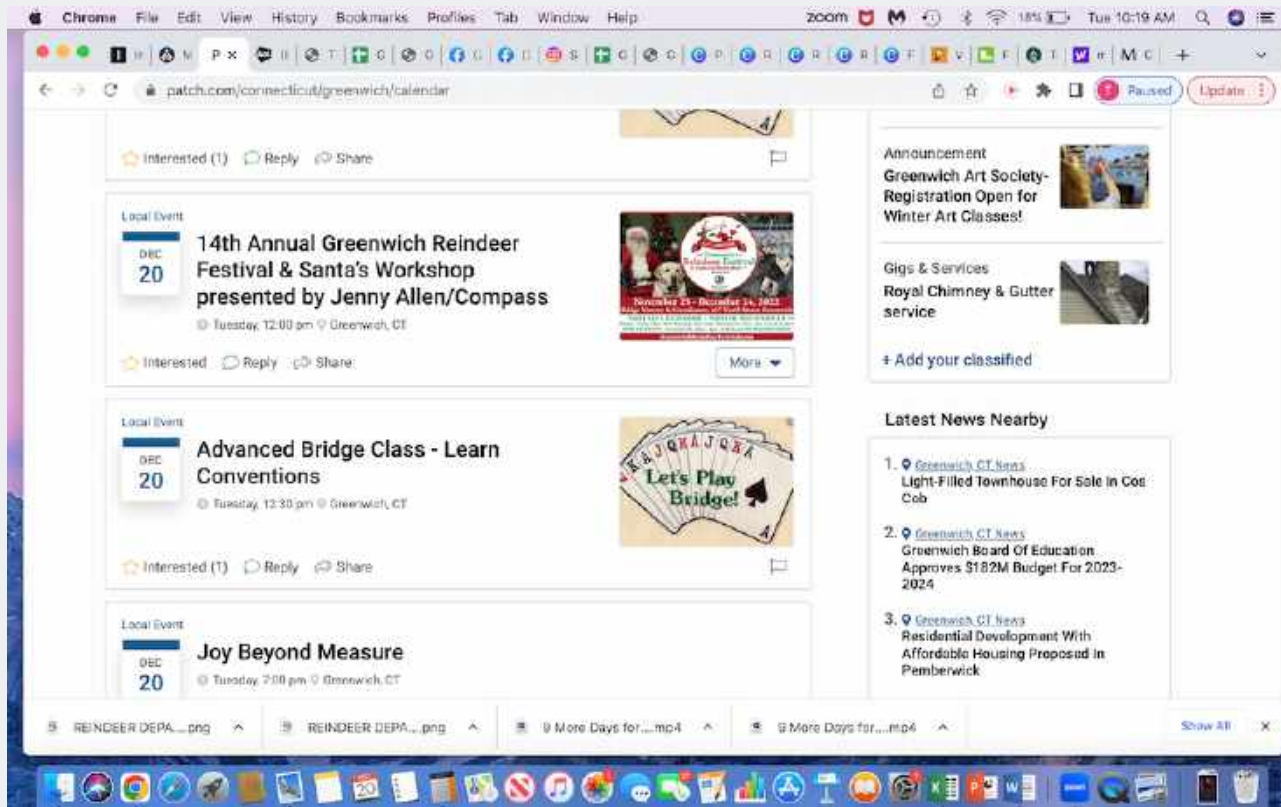 Chrome File Edit View History Bookmarks Profiles Tab Window Help zoom 18% Tue 10:19 AM
patch.com/connecticut/greenwich/calendar Paused Update
Interested (1) Reply Share
Local Event
DEC
20
14th Annual Greenwich Reindeer
Festival & Santa's Workshop
presented by Jenny Allen/Compass
Tuesday, 12:00 pm Greenwich, CT
Reindeer Festival
Interested Reply Share
More
Local Event
DEC
20
Advanced Bridge Class - Learn
Conventions
Tuesday, 12:30 pm Greenwich, CT
Let's Play
Bridge!
Interested (1) Reply Share
Local Event
DEC
20
Joy Beyond Measure
Tuesday, 7:00 pm Greenwich, CT
Announcement
Greenwich Art Society-
Registration Open for
Winter Art Classes!
Gigs & Services
Royal Chimney & Gutter
service
+ Add your classified
Latest News Nearby
1. Greenwich, CT News
Light-Filled Townhouse For Sale In Cos
Cob
2. Greenwich, CT News
Greenwich Board Of Education
Approves $182M Budget For 2023-
2024
3. Greenwich, CT News
Residential Development With
Affordable Housing Proposed In
Pemberwick
REINDEER DEPA....png REINDEER DEPA....png 9 More Days for....mp4 9 More Days for....mp4 Show All